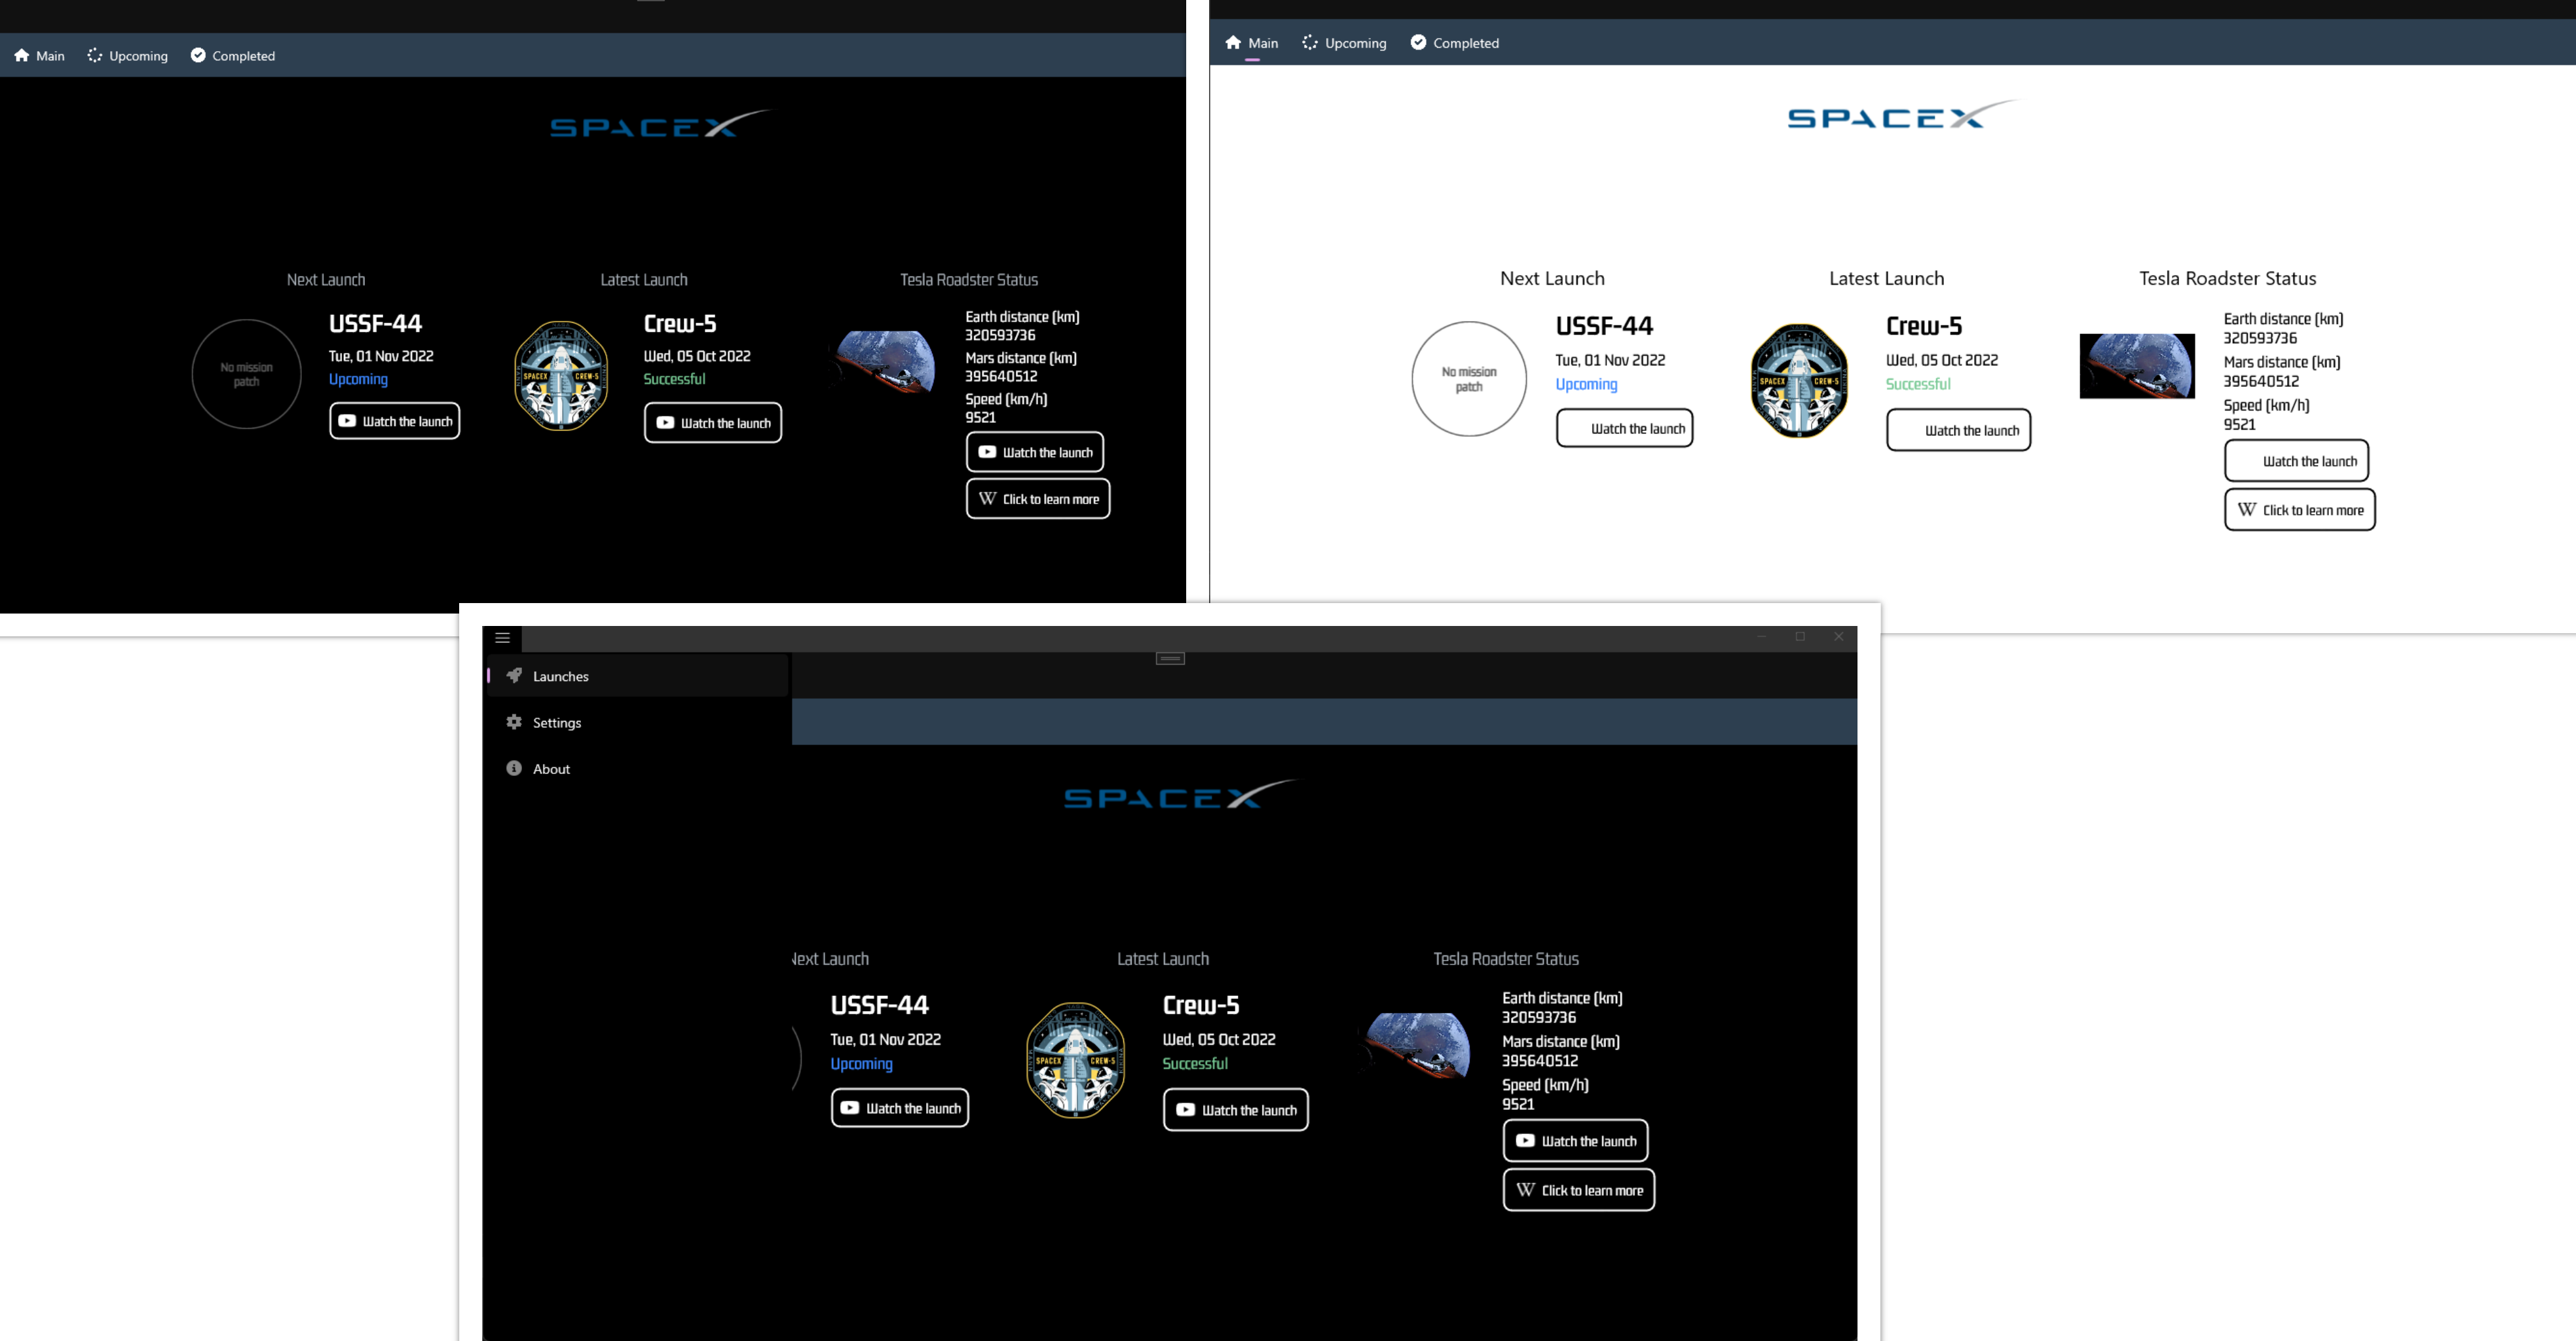 Main
Upcoming
Completed
SPACEX
Next Launch
Latest Launch
Tesla Roadster Status
No mission
patch
USSF-44
Tue, 01 Nov 2022
Upcoming
Watch the launch
SPACEX CREW-5
Crew-5
Wed, 05 Oct 2022
Successful
Watch the launch
Earth distance (km)
320593736
Mars distance (km)
395640512
Speed (km/h)
9521
Watch the launch
W Click to learn more
Main
Upcoming
Completed
SPACEX
Next Launch
Latest Launch
Tesla Roadster Status
No mission
patch
USSF-44
Tue, 01 Nov 2022
Upcoming
Watch the launch
SPACEX CREW-5
Crew-5
Wed, 05 Oct 2022
Successful
Watch the launch
Earth distance (km)
320593736
Mars distance (km)
395640512
Speed (km/h)
9521
Watch the launch
W Click to learn more
Launches
Settings
About
SPACEX
Next Launch
Latest Launch
Tesla Roadster Status
USSF-44
Tue, 01 Nov 2022
Upcoming
Watch the launch
SPACEX CREW-5
Crew-5
Wed, 05 Oct 2022
Successful
Watch the launch
Earth distance (km)
320593736
Mars distance (km)
395640512
Speed (km/h)
9521
Watch the launch
W Click to learn more